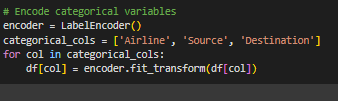 # Encode categorical variables
encoder = LabelEncoder()
categorical_cols = ['Airline', 'Source', 'Destination']
for col in categorical_cols:
    df[col] = encoder.fit_transform(df[col])